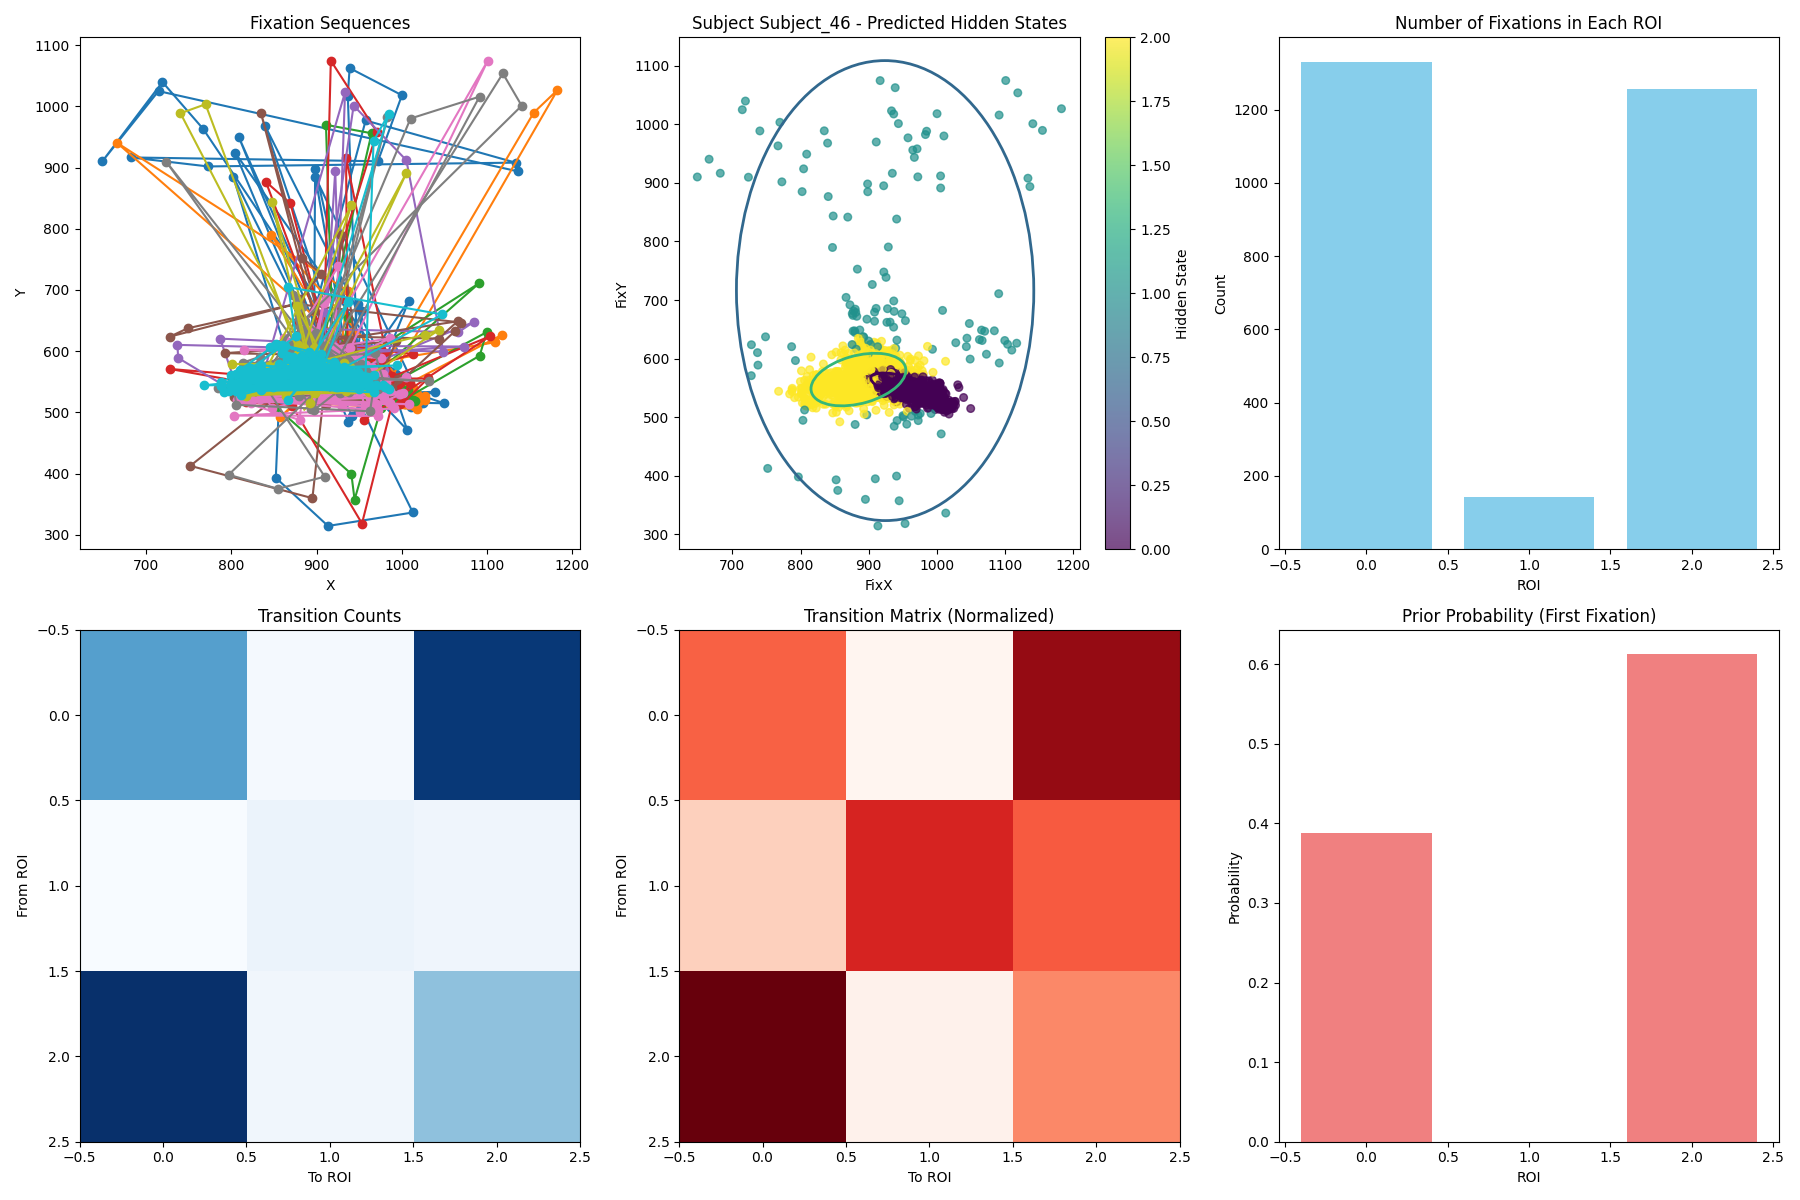 Fixation Sequences
1100
1000
900
800
700
600
500
400
300
Y
700 800 900 1000 1100 1200
X
Subject Subject_46 - Predicted Hidden States
1100
1000
900
800
700
600
500
400
300
FixY
700 800 900 1000 1100 1200
FixX
2.00
1.75
1.50
1.25
1.00
0.75
0.50
0.25
0.00
Hidden State
Number of Fixations in Each ROI
1200
1000
800
600
400
200
0
Count
−0.5 0.0 0.5 1.0 1.5 2.0 2.5
ROI
Transition Counts
−0.5
0.0
0.5
1.0
1.5
2.0
2.5
From ROI
−0.5 0.0 0.5 1.0 1.5 2.0 2.5
To ROI
Transition Matrix (Normalized)
−0.5
0.0
0.5
1.0
1.5
2.0
2.5
From ROI
−0.5 0.0 0.5 1.0 1.5 2.0 2.5
To ROI
Prior Probability (First Fixation)
0.6
0.5
0.4
0.3
0.2
0.1
0.0
Probability
−0.5 0.0 0.5 1.0 1.5 2.0 2.5
ROI